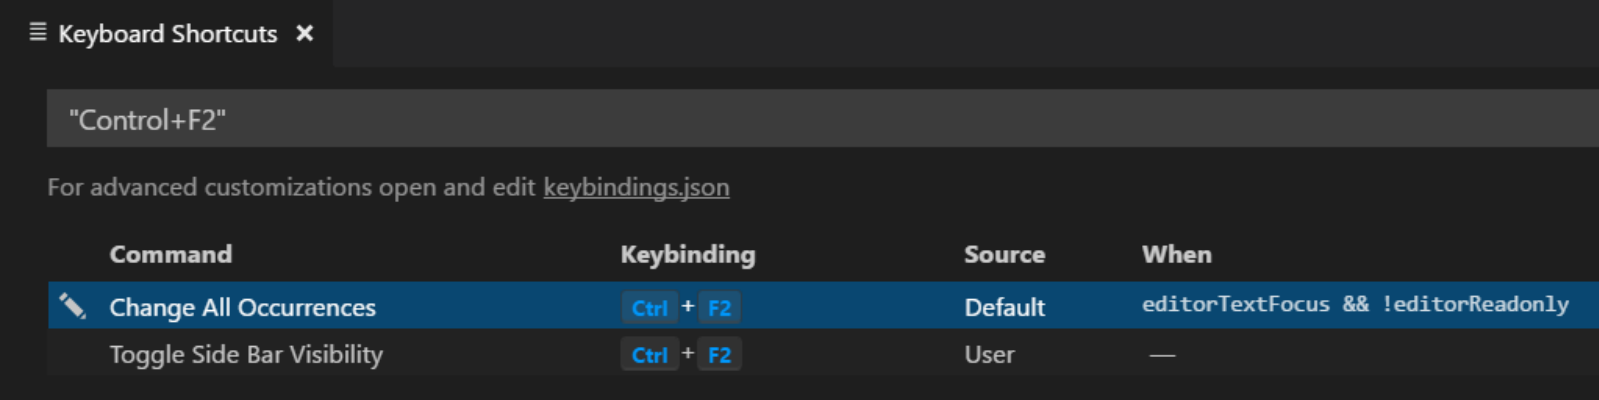 Keyboard Shortcuts
"Control+F2"
For advanced customizations open and edit keybindings.json
Command Keybinding Source When
Change All Occurrences Ctrl + F2 Default editorTextFocus && !editorReadonly
Toggle Side Bar Visibility Ctrl + F2 User —